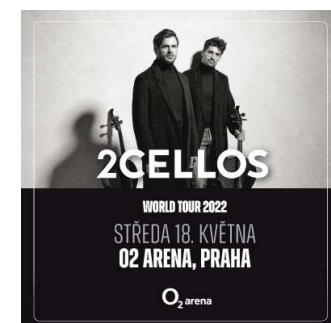 2CELLOS
WORLD TOUR 2022
STŘEDA 18. KVĚTNA
O2 ARENA, PRAHA
O2 arena